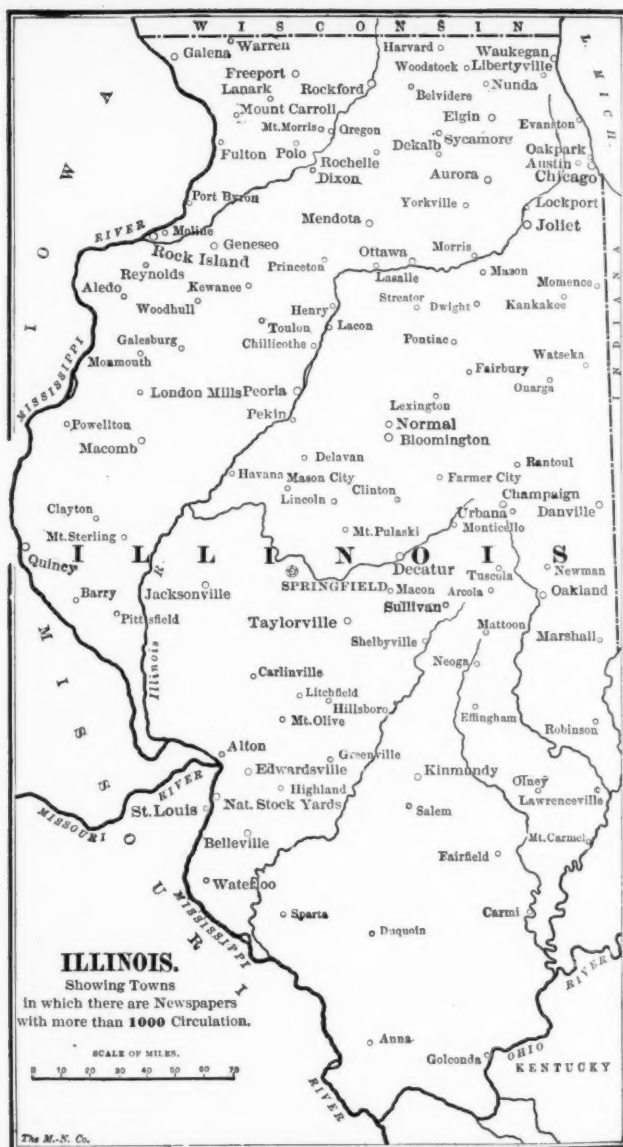 WISCONSIN
Warren
Harvard
Galena
Waukegan
Woodstock
Libertyville
Freeport
Lanark
Rockford
Belvidere
Nunda
L. MICH.
Mount Carroll
Mt. Morris
Oregon
Elgin
Evanston
Fulton
Polo
Rochelle
Dekalb
Sycamore
Oakpark
Austin
Dixon
Aurora
Chicago
Port Byron
Yorkville
Lockport
Mendota
Joliet
RIVER
Moline
Geneseo
Rock Island
Morris
Ottawa
Reynolds
Princeton
Lasalle
Mazon
Aledo
Kewanee
Momence
Woodhull
Henry
Streator
Dwight
Kankakee
IOWA
Toulon
Lacon
Galesburg
Chillicothe
Pontiac
Monmouth
Watseka
INDIANA
Fairbury
Onarga
MISSISSIPPI
London Mills
Peoria
Lexington
Pekin
Powellton
Normal
Macomb
Bloomington
Delavan
Rantoul
Havana
Mason City
Farmer City
Lincoln
Clinton
Champaign
Clayton
Urbana
Danville
Mt. Pulaski
Monticello
Mt. Sterling
ILLINOIS
Quincy
Decatur
Tuscola
Newman
SPRINGFIELD
Macon
Arcola
Barry
Jacksonville
Sullivan
Oakland
Pittsfield
Taylorville
Mattoon
Shelbyville
Marshall
Illinois R.
Neoga
Carlinville
Litchfield
Hillsboro
Effingham
Mt. Olive
Robinson
Alton
Greenville
Edwardsville
Kinmundy
Highland
Olney
RIVER
Lawrenceville
St. Louis
Nat. Stock Yards
Salem
MISSOURI
Belleville
Mt. Carmel
Fairfield
Waterloo
MISSISSIPPI
Sparta
Carmi
Duquoin
MISSOURI
ILLINOIS.
Showing Towns
in which there are Newspapers
with more than 1000 Circulation.
RIVER
SCALE OF MILES.
0 10 20 30 40 50 60 70
Anna
Golconda
OHIO
KENTUCKY
RIVER
The M.-N. Co.